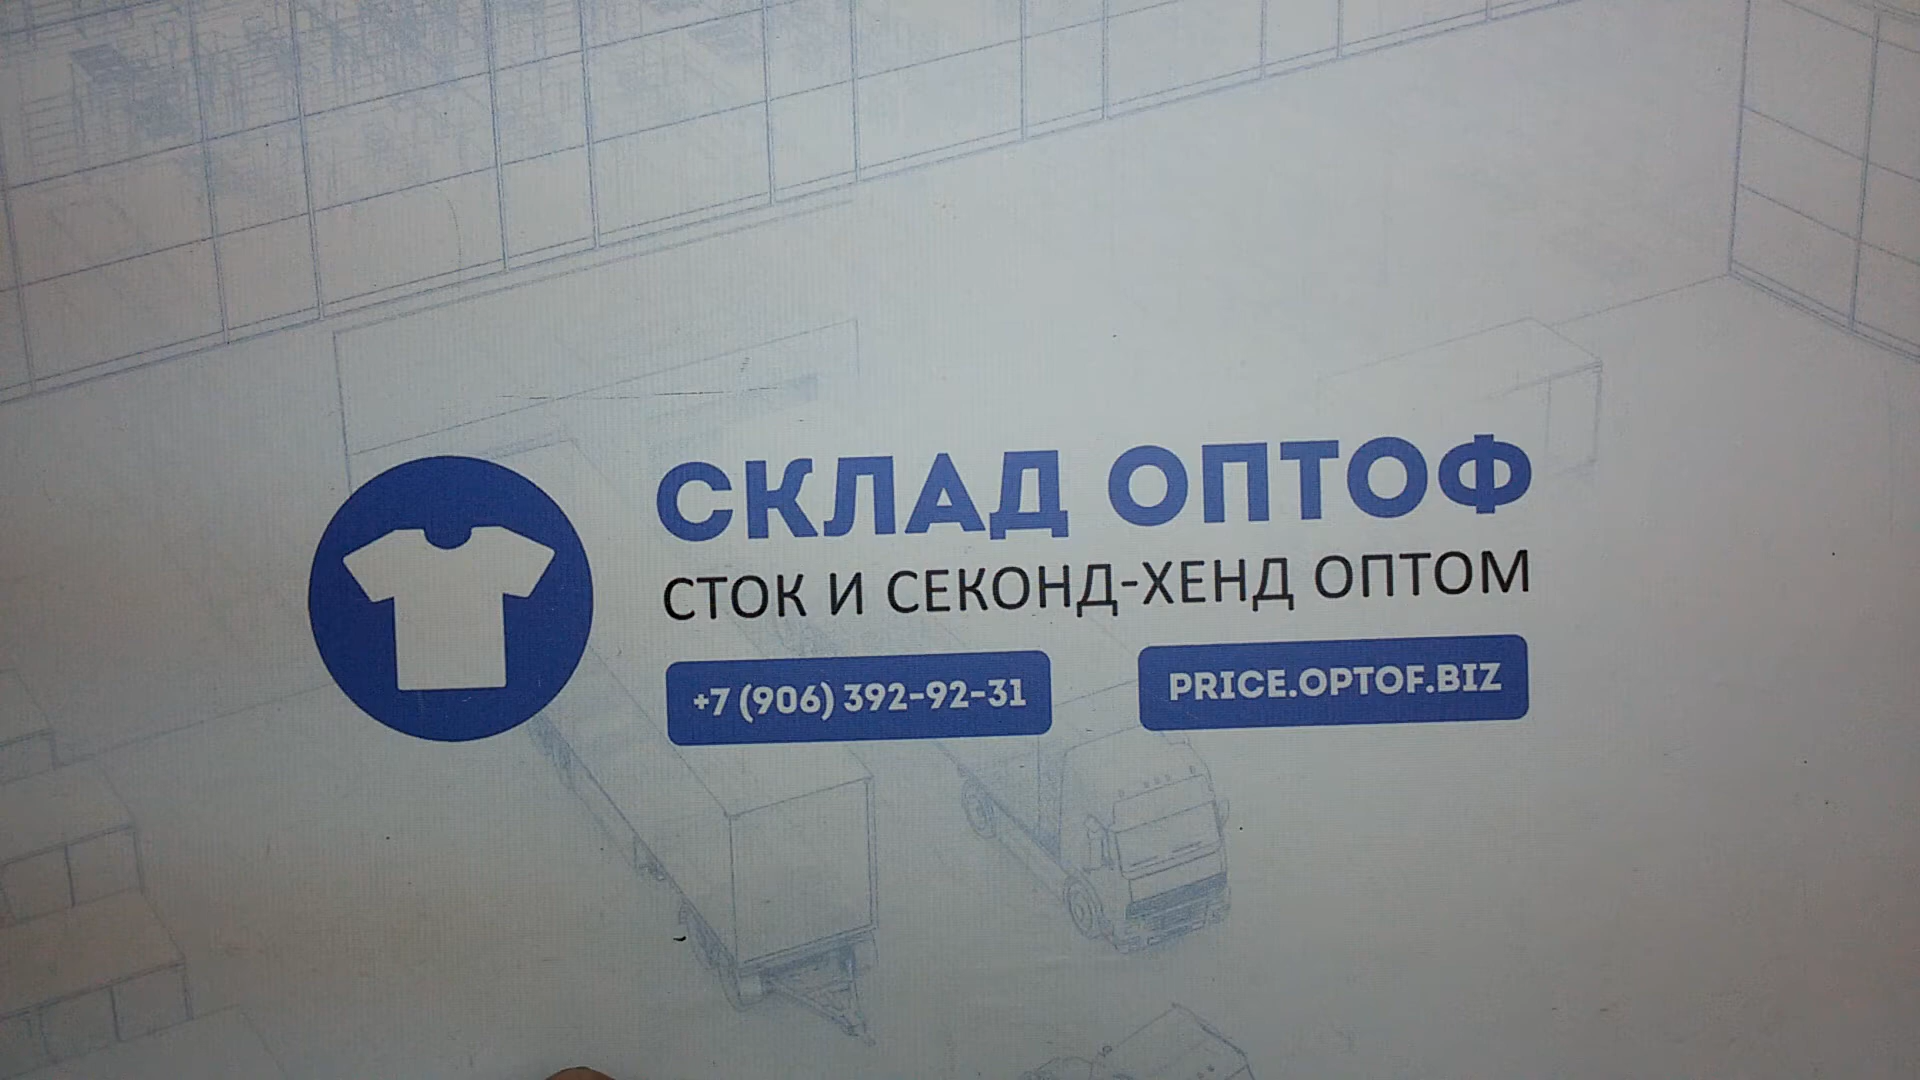 СКЛАД ОПТОФ
СТОК И СЕКОНД-ХЕНД ОПТОМ
+7 (906) 392-92-31
PRICE.OPTOF.BIZ